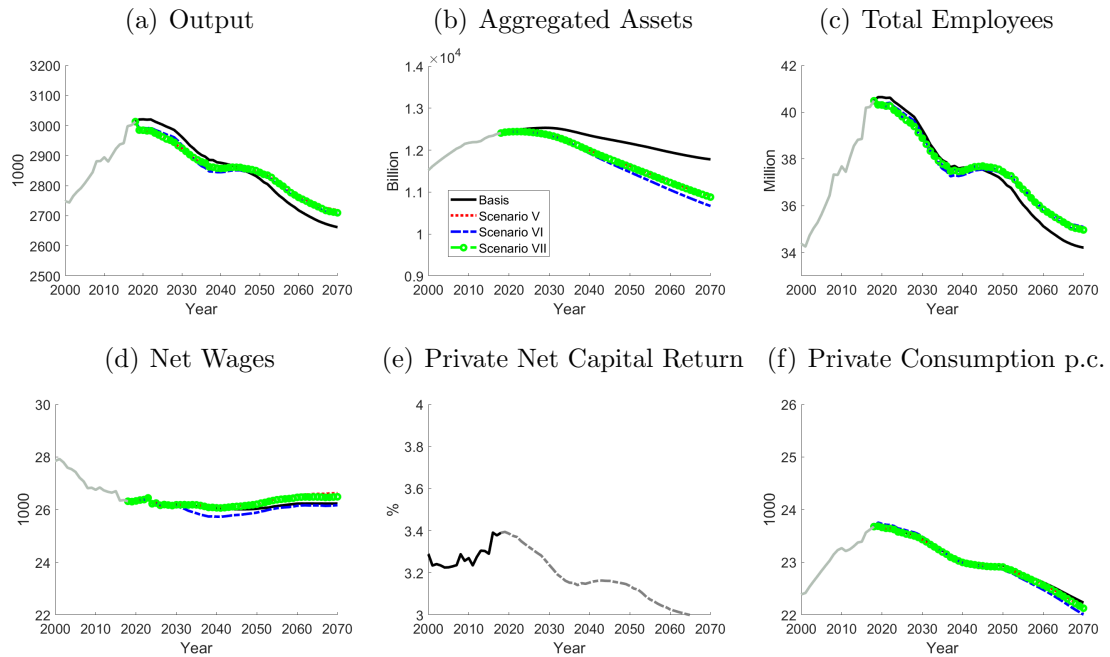 (a) Output
(b) Aggregated Assets
(c) Total Employees
3200
3100
3000
2900
2800
2700
2600
2500
1000
2000 2010 2020 2030 2040 2050 2060 2070
Year
×10⁴
1.4
1.3
1.2
1.1
1
0.9
Billion
Basis
Scenario V
Scenario VI
Scenario VII
2000 2010 2020 2030 2040 2050 2060 2070
Year
42
40
38
36
34
Million
2000 2010 2020 2030 2040 2050 2060 2070
Year
(d) Net Wages
(e) Private Net Capital Return
(f) Private Consumption p.c.
30
28
26
24
22
1000
2000 2010 2020 2030 2040 2050 2060 2070
Year
4
3.8
3.6
3.4
3.2
3
%
2000 2010 2020 2030 2040 2050 2060 2070
Year
26
25
24
23
22
1000
2000 2010 2020 2030 2040 2050 2060 2070
Year